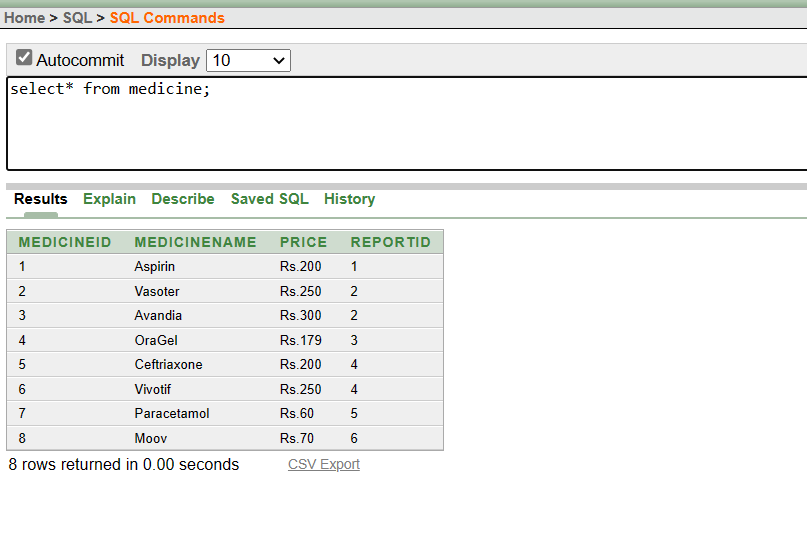 Home > SQL > SQL Commands
Autocommit Display 10
select* from medicine;
Results Explain Describe Saved SQL History
MEDICINEID MEDICINENAME PRICE REPORTID
1 Aspirin Rs.200 1
2 Vasoter Rs.250 2
3 Avandia Rs.300 2
4 OraGel Rs.179 3
5 Ceftriaxone Rs.200 4
6 Vivotif Rs.250 4
7 Paracetamol Rs.60 5
8 Moov Rs.70 6
8 rows returned in 0.00 seconds CSV Export